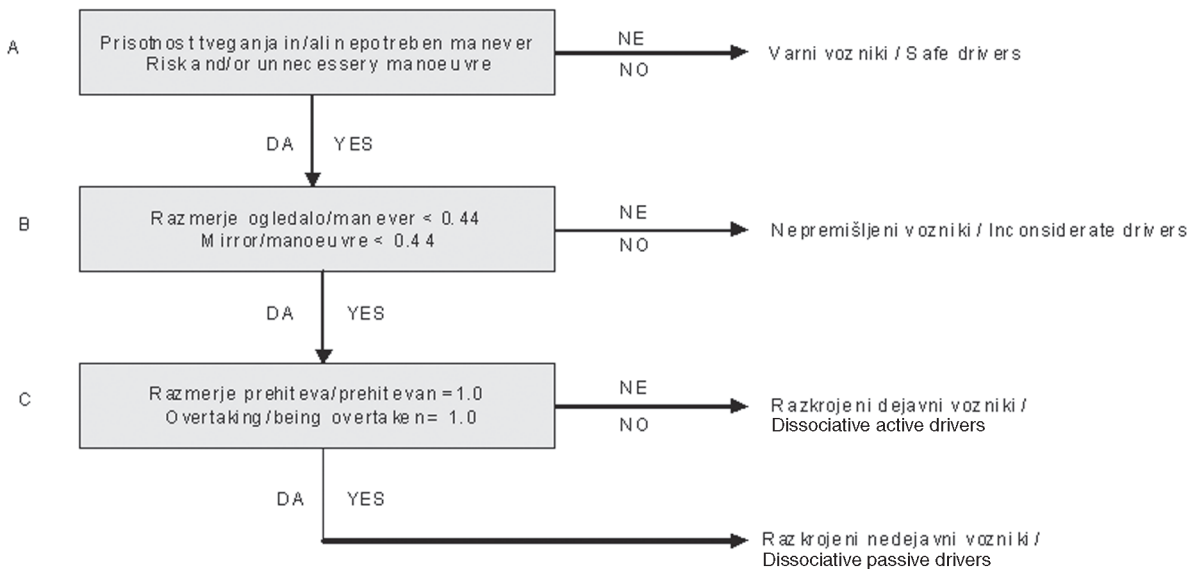 A
Prisotnost tveganja in/ali nepotreben manever
Risk and/or unnecessery manoeuvre
NE
NO
Varni vozniki / Safe drivers
DA YES
B
Razmerje ogledalo/manever < 0.44
Mirror/manoeuvre < 0.44
NE
NO
Nepremišljeni vozniki / Inconsiderate drivers
DA YES
C
Razmerje prehiteva/prehitevan =1.0
Overtaking/being overtaken= 1.0
NE
NO
Razkrojeni dejavni vozniki /
Dissociative active drivers
DA YES
Razkrojeni nedejavni vozniki /
Dissociative passive drivers